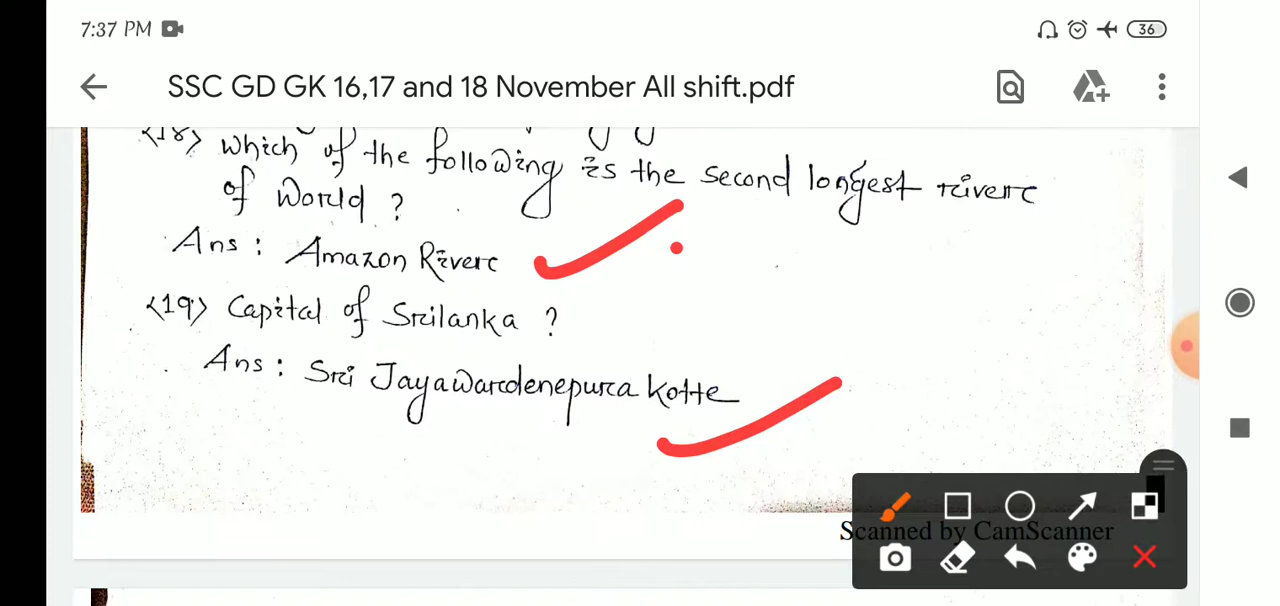 7:37 PM
36
SSC GD GK 16,17 and 18 November All shift.pdf
<18> Which of the following is the second longest river
of World ?
Ans : Amazon River
<19> Capital of Srilanka ?
Ans : Sri Jayawardenepura Kotte
Scanned by CamScanner